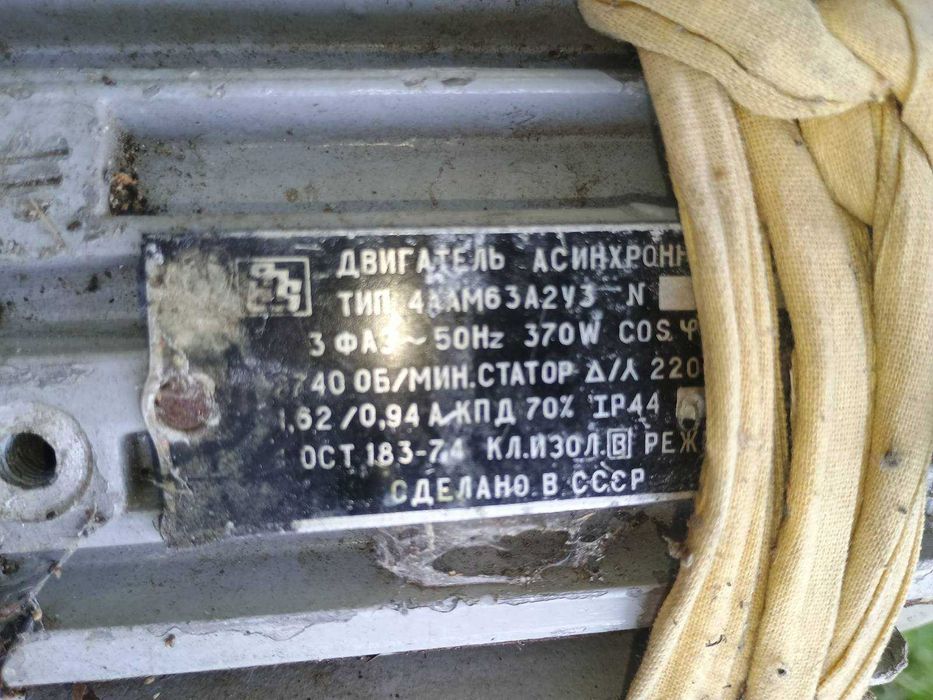 ДВИГАТЕЛЬ АСИНХРОНН
ТИП 4ААМ63А2У3 N
3 ФАЗ ~ 50Hz 370W COS φ
2740 ОБ/МИН. СТАТОР Δ/⅄ 220
1,62/0,94 А КПД 70% IP44
ОСТ 183-74 КЛ.ИЗОЛ. В РЕЖ
СДЕЛАНО В СССР